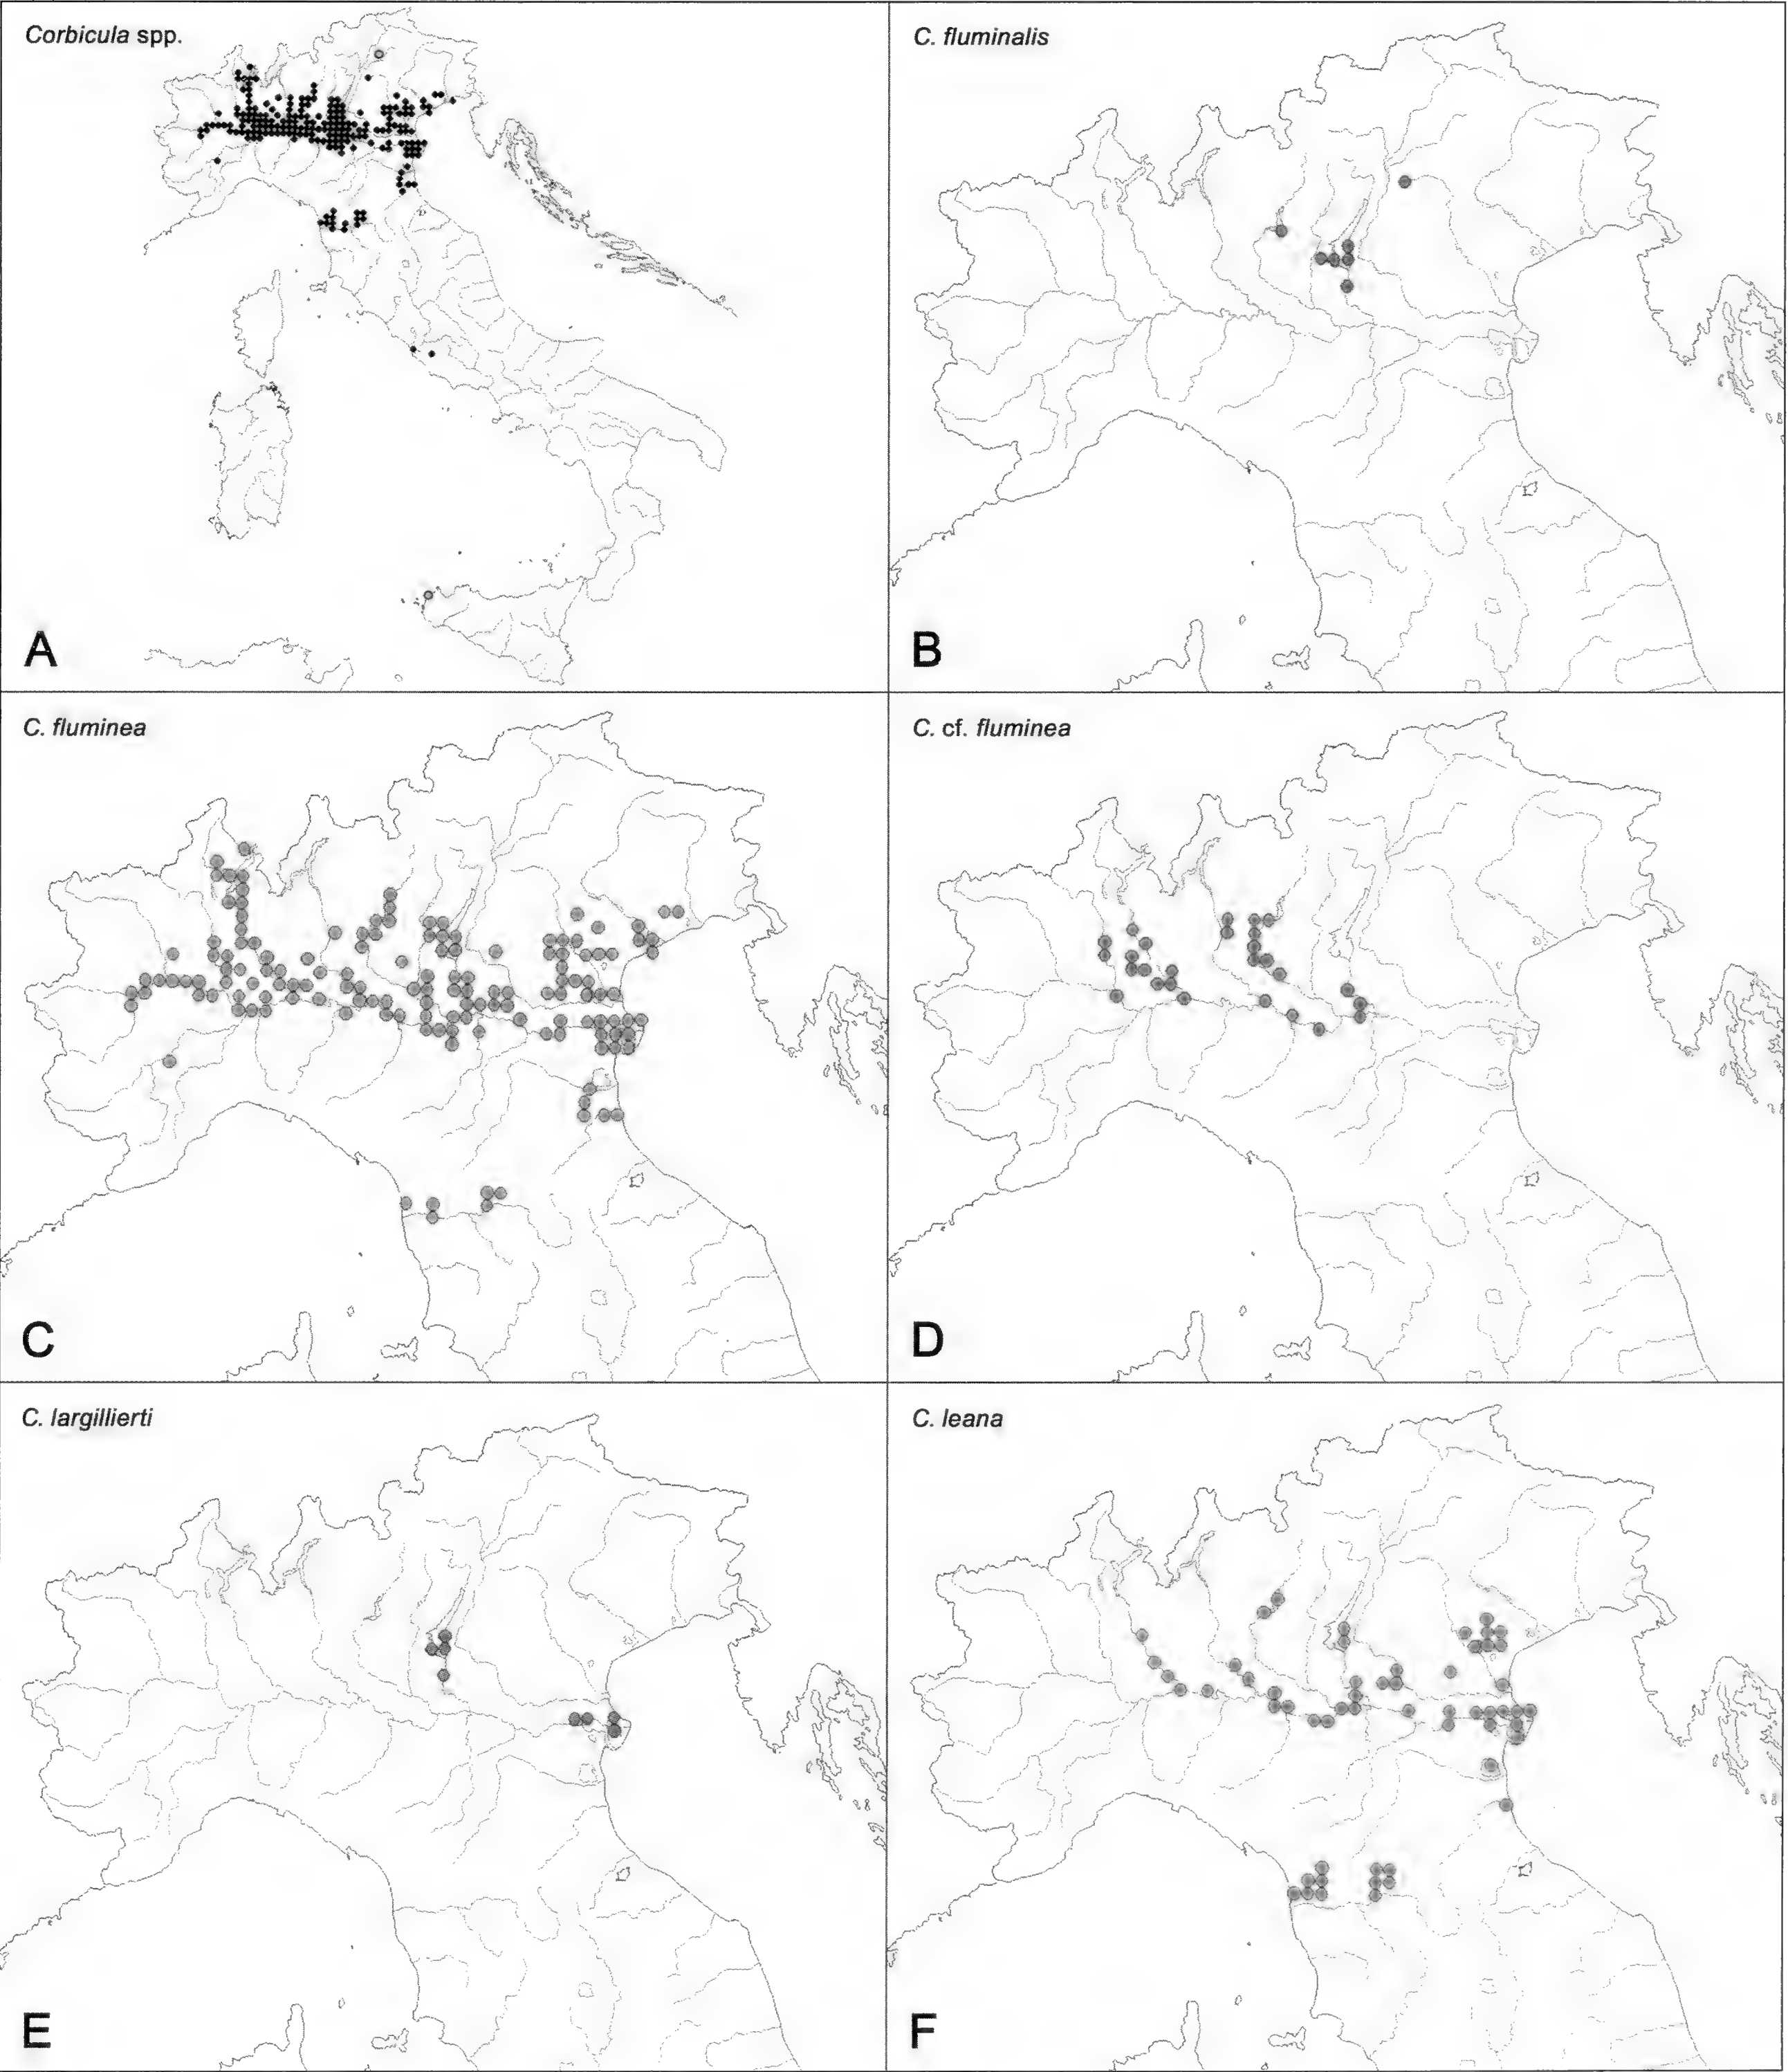 Corbicula spp.
A
C. fluminalis
B
C. fluminea
C
C. cf. fluminea
D
C. largillierti
E
C. leana
F